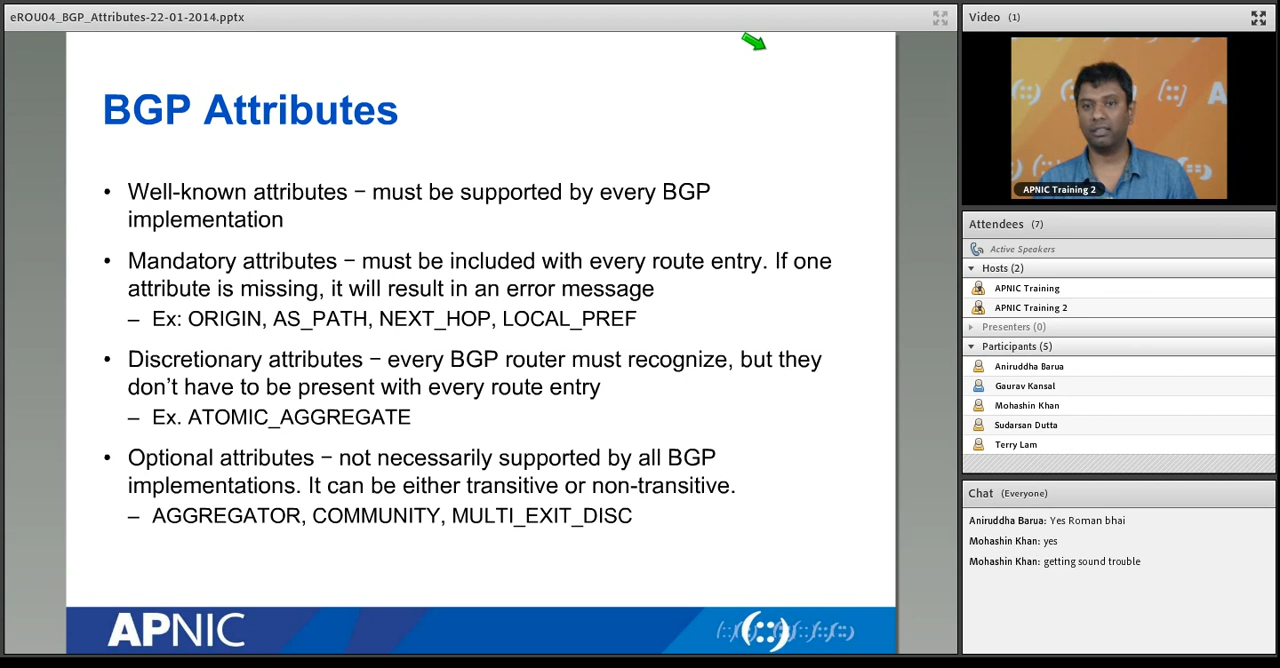 eROU04_BGP_Attributes-22-01-2014.pptx
BGP Attributes
• Well-known attributes − must be supported by every BGP
implementation
• Mandatory attributes − must be included with every route entry. If one
attribute is missing, it will result in an error message
– Ex: ORIGIN, AS_PATH, NEXT_HOP, LOCAL_PREF
• Discretionary attributes − every BGP router must recognize, but they
don’t have to be present with every route entry
– Ex. ATOMIC_AGGREGATE
• Optional attributes − not necessarily supported by all BGP
implementations. It can be either transitive or non-transitive.
– AGGREGATOR, COMMUNITY, MULTI_EXIT_DISC
APNIC
Video (1)
A
APNIC Training 2
Attendees (7)
Active Speakers
Hosts (2)
APNIC Training
APNIC Training 2
Presenters (0)
Participants (5)
Aniruddha Barua
Gaurav Kansal
Mohashin Khan
Sudarsan Dutta
Terry Lam
Chat (Everyone)
Aniruddha Barua: Yes Roman bhai
Mohashin Khan: yes
Mohashin Khan: getting sound trouble